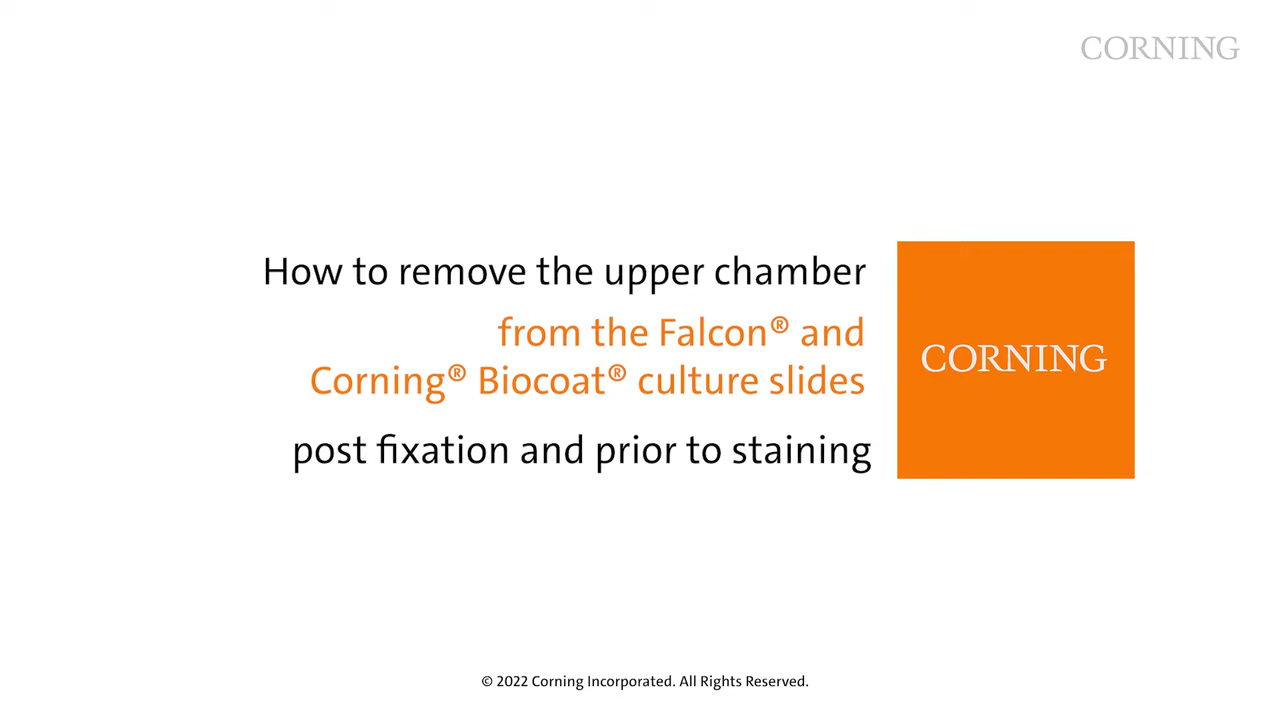 CORNING
How to remove the upper chamber
from the Falcon® and
Corning® Biocoat® culture slides
post fixation and prior to staining
CORNING
© 2022 Corning Incorporated. All Rights Reserved.